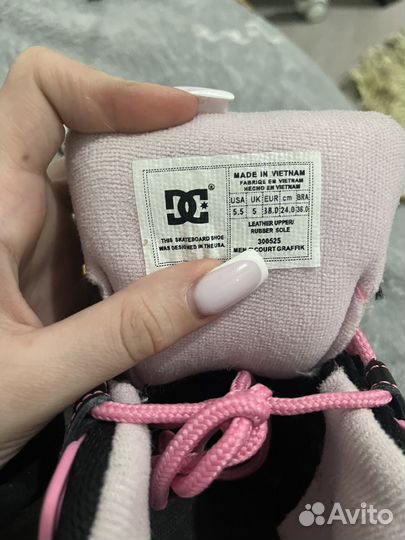 DC®
THIS SKATEBOARD SHOE
WAS DESIGNED IN THE USA.
MADE IN VIETNAM
FABRIQUÉ EN VIETNAM
HECHO EN VIETNAM
USA UK EUR cm BRA
5.5 5 38.0 24.0 36.0
LEATHER UPPER/
RUBBER SOLE
300525
COURT GRAFFIK
Avito